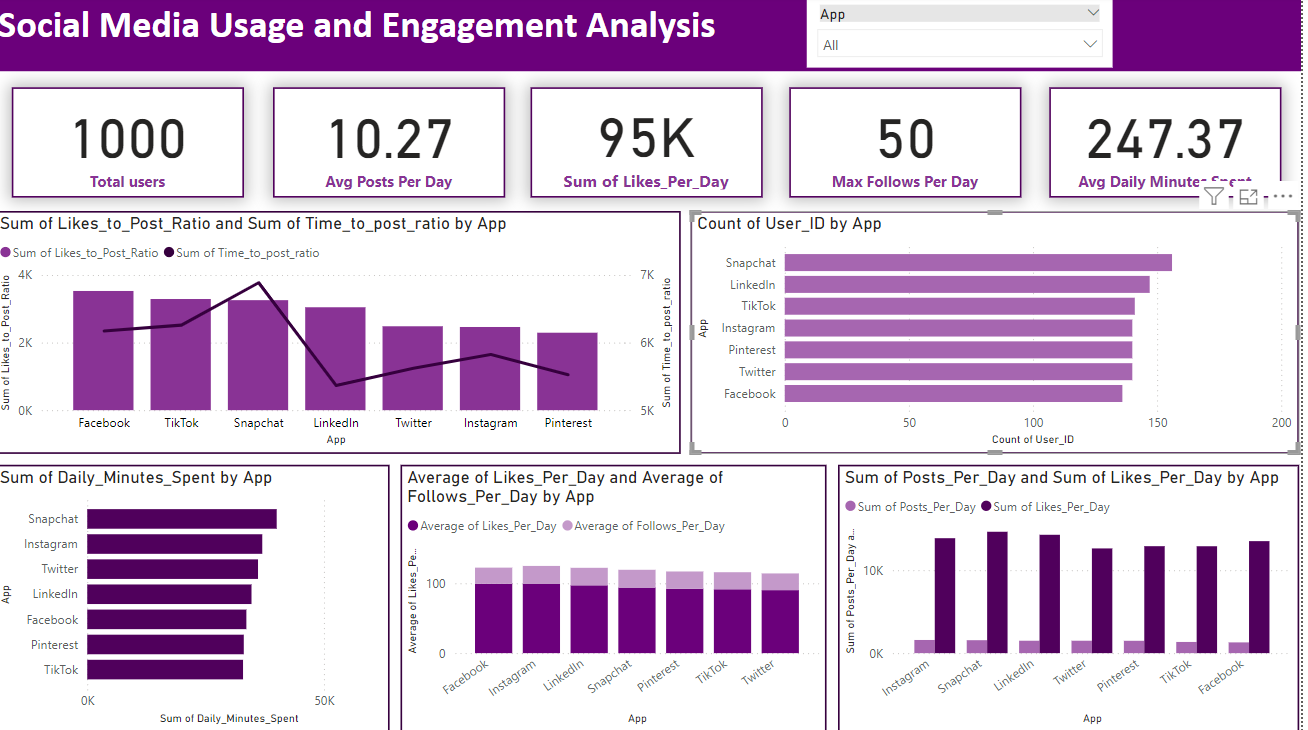 Social Media Usage and Engagement Analysis
App
All
1000
Total users
10.27
Avg Posts Per Day
95K
Sum of Likes_Per_Day
50
Max Follows Per Day
247.37
Avg Daily Minutes Spent
Sum of Likes_to_Post_Ratio and Sum of Time_to_post_ratio by App
Sum of Likes_to_Post_Ratio
Sum of Time_to_post_ratio
Sum of Likes_to_Post_Ratio
4K
2K
0K
7K
6K
5K
Sum of Time_to_post_ratio
Facebook
TikTok
Snapchat
LinkedIn
Twitter
Instagram
Pinterest
App
Count of User_ID by App
App
Snapchat
LinkedIn
TikTok
Instagram
Pinterest
Twitter
Facebook
0
50
100
150
200
Count of User_ID
Sum of Daily_Minutes_Spent by App
App
Snapchat
Instagram
Twitter
LinkedIn
Facebook
Pinterest
TikTok
0K
50K
Sum of Daily_Minutes_Spent
Average of Likes_Per_Day and Average of
Follows_Per_Day by App
Average of Likes_Per_Day
Average of Follows_Per_Day
Average of Likes_Pe...
100
0
Facebook
Instagram
LinkedIn
Snapchat
Pinterest
TikTok
Twitter
App
Sum of Posts_Per_Day and Sum of Likes_Per_Day by App
Sum of Posts_Per_Day
Sum of Likes_Per_Day
Sum of Posts_Per_Day a...
10K
0K
Instagram
Snapchat
LinkedIn
Twitter
Pinterest
TikTok
Facebook
App